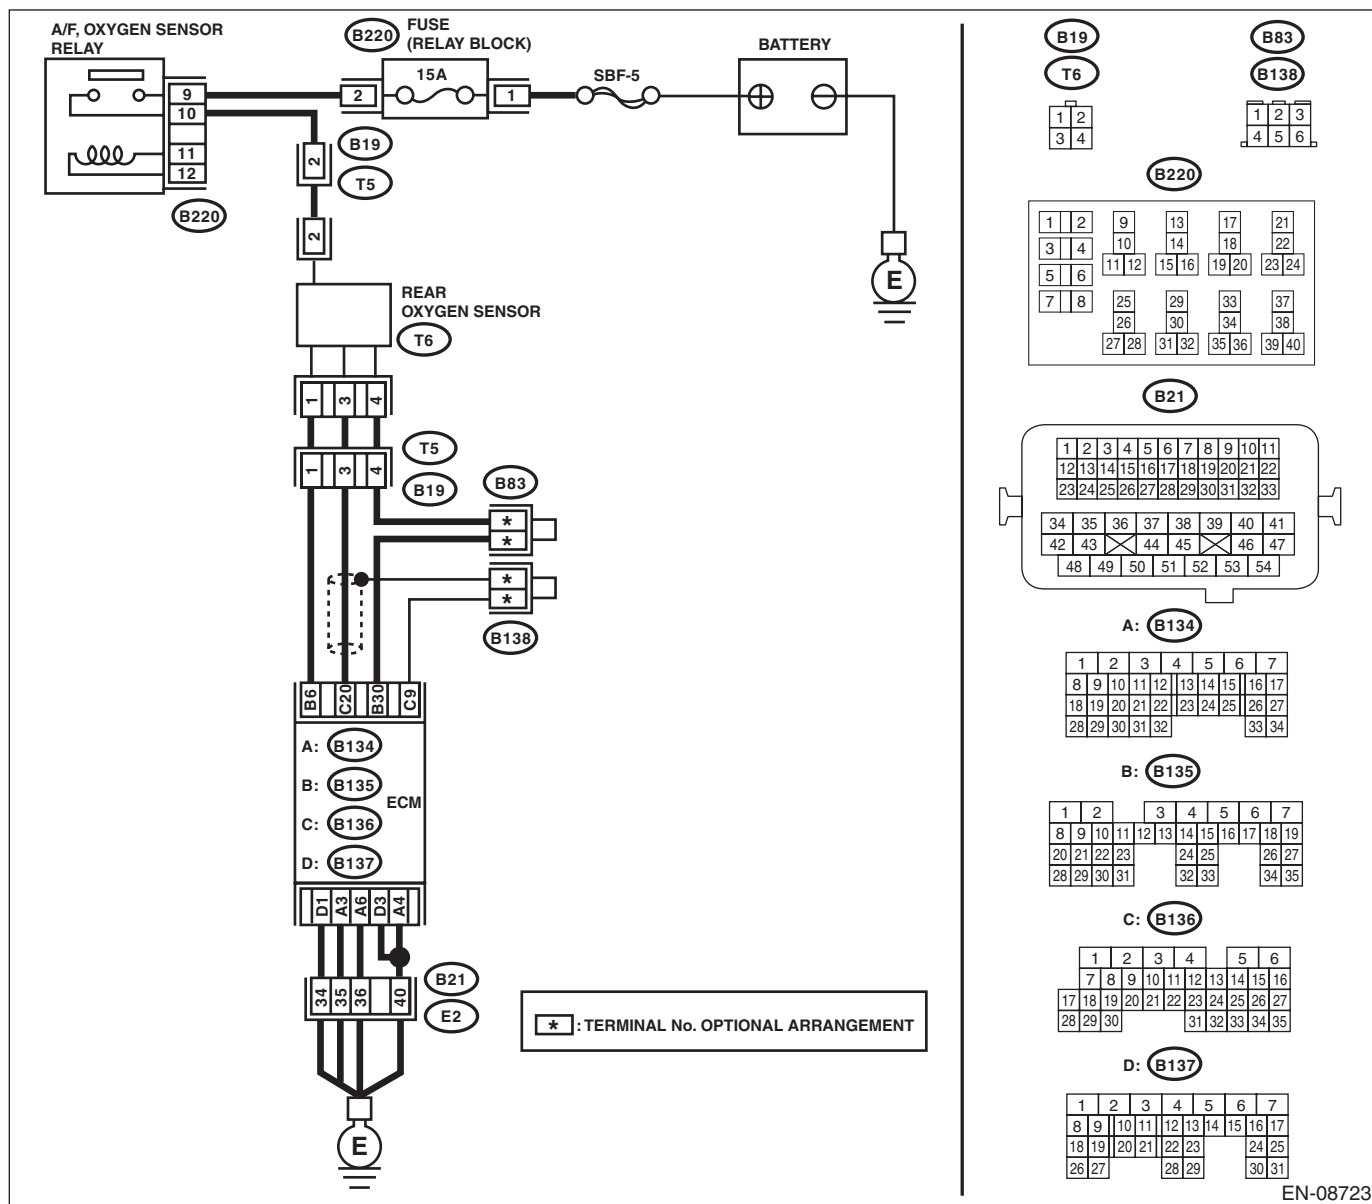 A/F, OXYGEN SENSOR
RELAY
B220
FUSE
(RELAY BLOCK)
15A
2
1
SBF-5
BATTERY
9
10
11
12
B220
2
B19
T5
2
REAR
OXYGEN SENSOR
T6
1 3 4
T5
1 3 4
B19
B83
*
*
*
*
B138
B6 C20 B30 C9
A: B134
B: B135
C: B136
D: B137
ECM
D1 A3 A6 D3 A4
34 35 36 40
B21
E2
E
E
* : TERMINAL No. OPTIONAL ARRANGEMENT
B19
T6
1 2
3 4
B83
B138
1 2 3
4 5 6
B220
1 2 9 13 17 21
3 4 10 14 18 22
5 6 11 12 15 16 19 20 23 24
7 8 25 29 33 37
26 30 34 38
27 28 31 32 35 36 39 40
B21
1 2 3 4 5 6 7 8 9 10 11
12 13 14 15 16 17 18 19 20 21 22
23 24 25 26 27 28 29 30 31 32 33
34 35 36 37 38 39 40 41
42 43 44 45 46 47
48 49 50 51 52 53 54
A: B134
1 2 3 4 5 6 7
8 9 10 11 12 13 14 15 16 17
18 19 20 21 22 23 24 25 26 27
28 29 30 31 32 33 34
B: B135
1 2 3 4 5 6 7
8 9 10 11 12 13 14 15 16 17 18 19
20 21 22 23 24 25 26 27
28 29 30 31 32 33 34 35
C: B136
1 2 3 4 5 6
7 8 9 10 11 12 13 14 15 16
17 18 19 20 21 22 23 24 25 26 27
28 29 30 31 32 33 34 35
D: B137
1 2 3 4 5 6 7
8 9 10 11 12 13 14 15 16 17
18 19 20 21 22 23 24 25
26 27 28 29 30 31
EN-08723